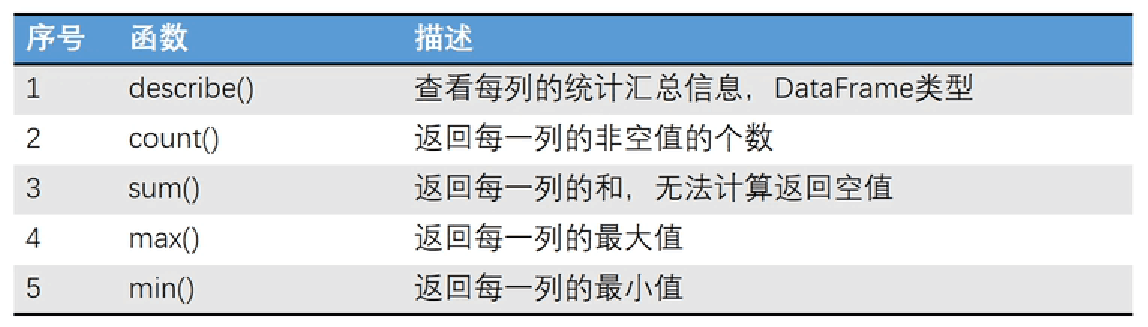 序号 函数 描述
1 describe() 查看每列的统计汇总信息，DataFrame类型
2 count() 返回每一列的非空值的个数
3 sum() 返回每一列的和，无法计算返回空值
4 max() 返回每一列的最大值
5 min() 返回每一列的最小值